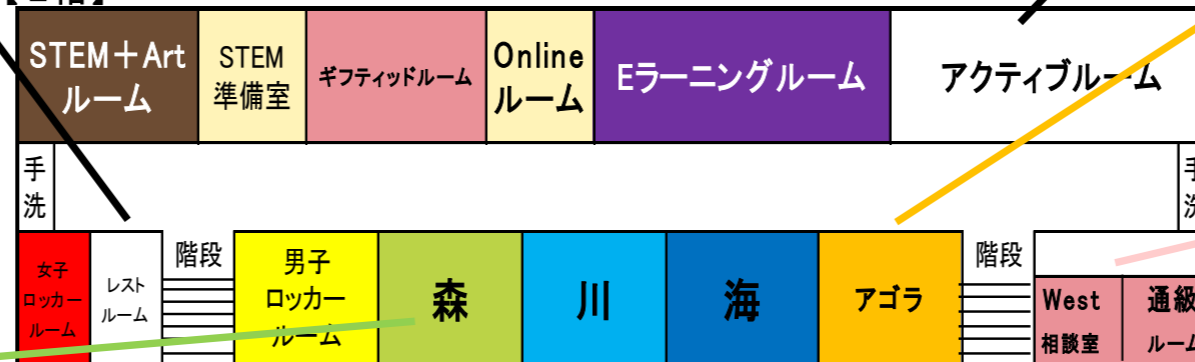 STEM＋Art
ルーム
STEM
準備室
ギフティッドルーム
Online
ルーム
Eラーニングルーム
アクティブルーム
手
洗
手
洗
女子
ロッカー
ルーム
レスト
ルーム
階段
男子
ロッカー
ルーム
森
川
海
アゴラ
階段
West
相談室
通級
ルーム